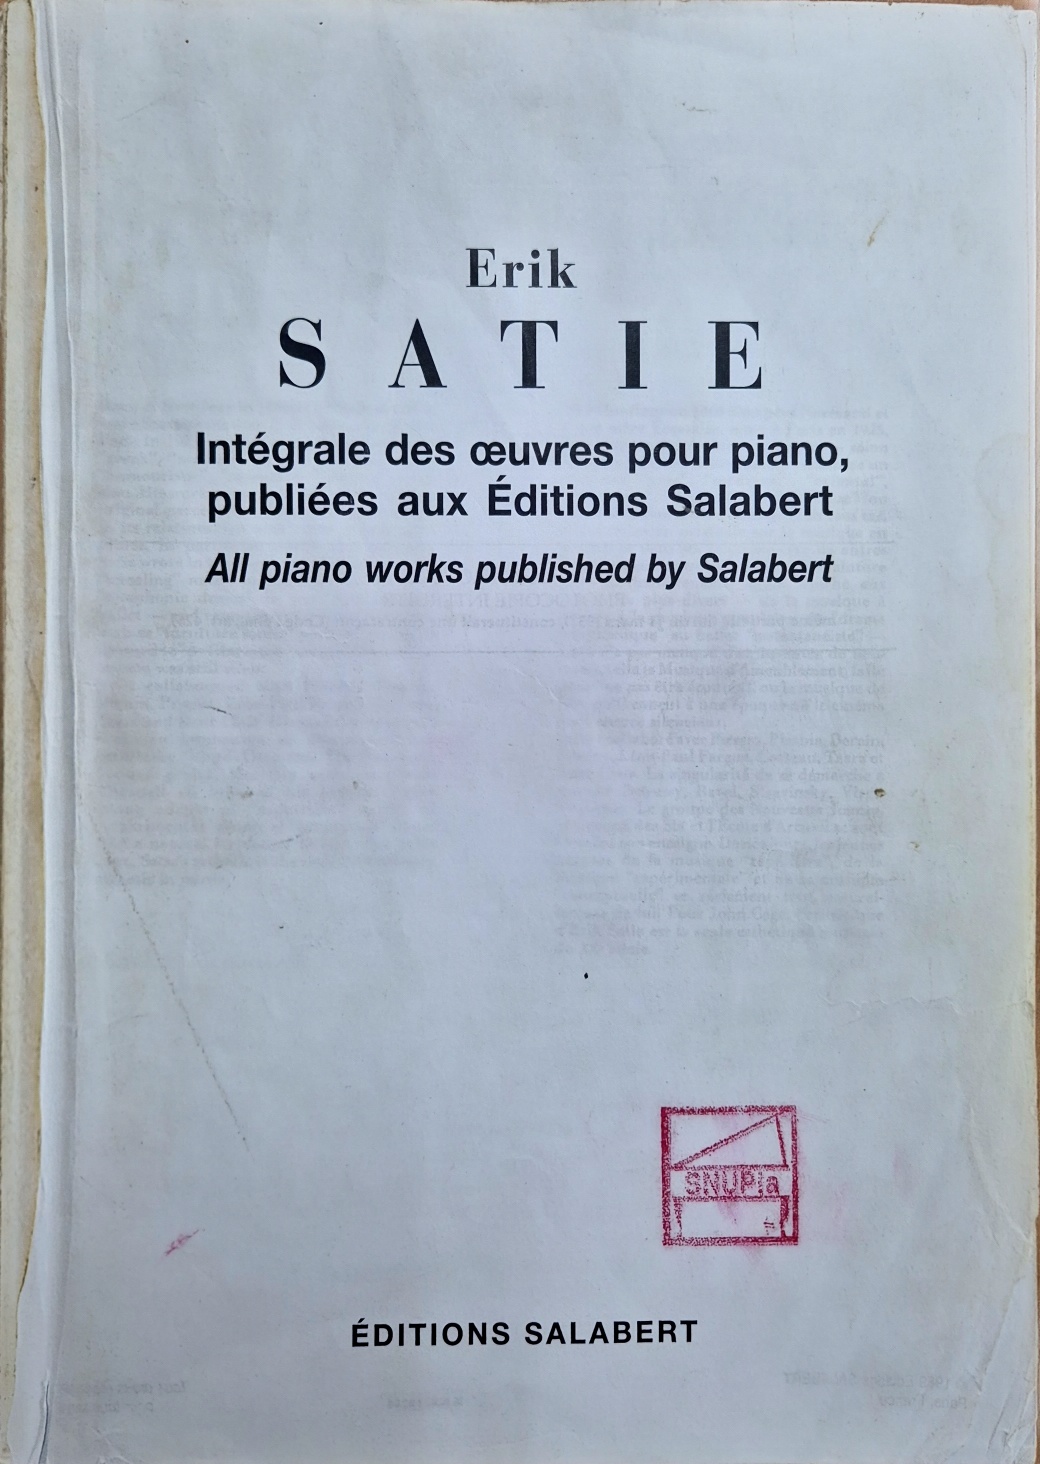 Erik
SATIE
Intégrale des œuvres pour piano,
publiées aux Éditions Salabert
All piano works published by Salabert
SNUPia
ÉDITIONS SALABERT